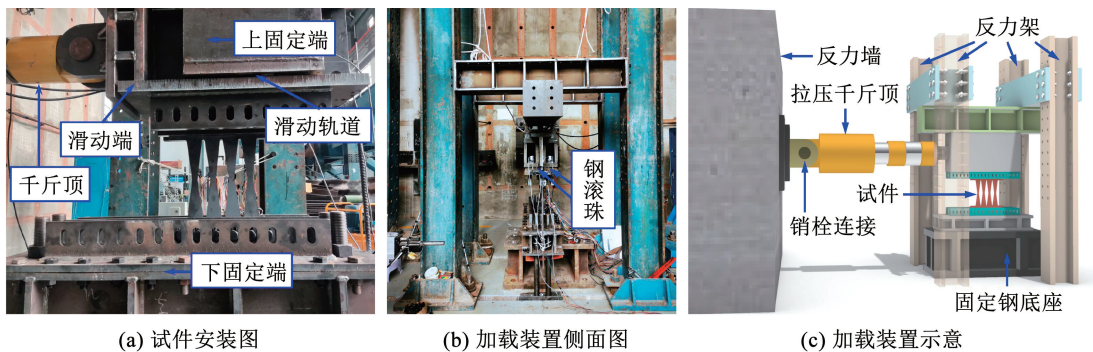 上固定端
滑动端
滑动轨道
千斤顶
下固定端
钢滚珠
反力架
反力墙
拉压千斤顶
试件
销栓连接
固定钢底座
(a) 试件安装图
(b) 加载装置侧面图
(c) 加载装置示意